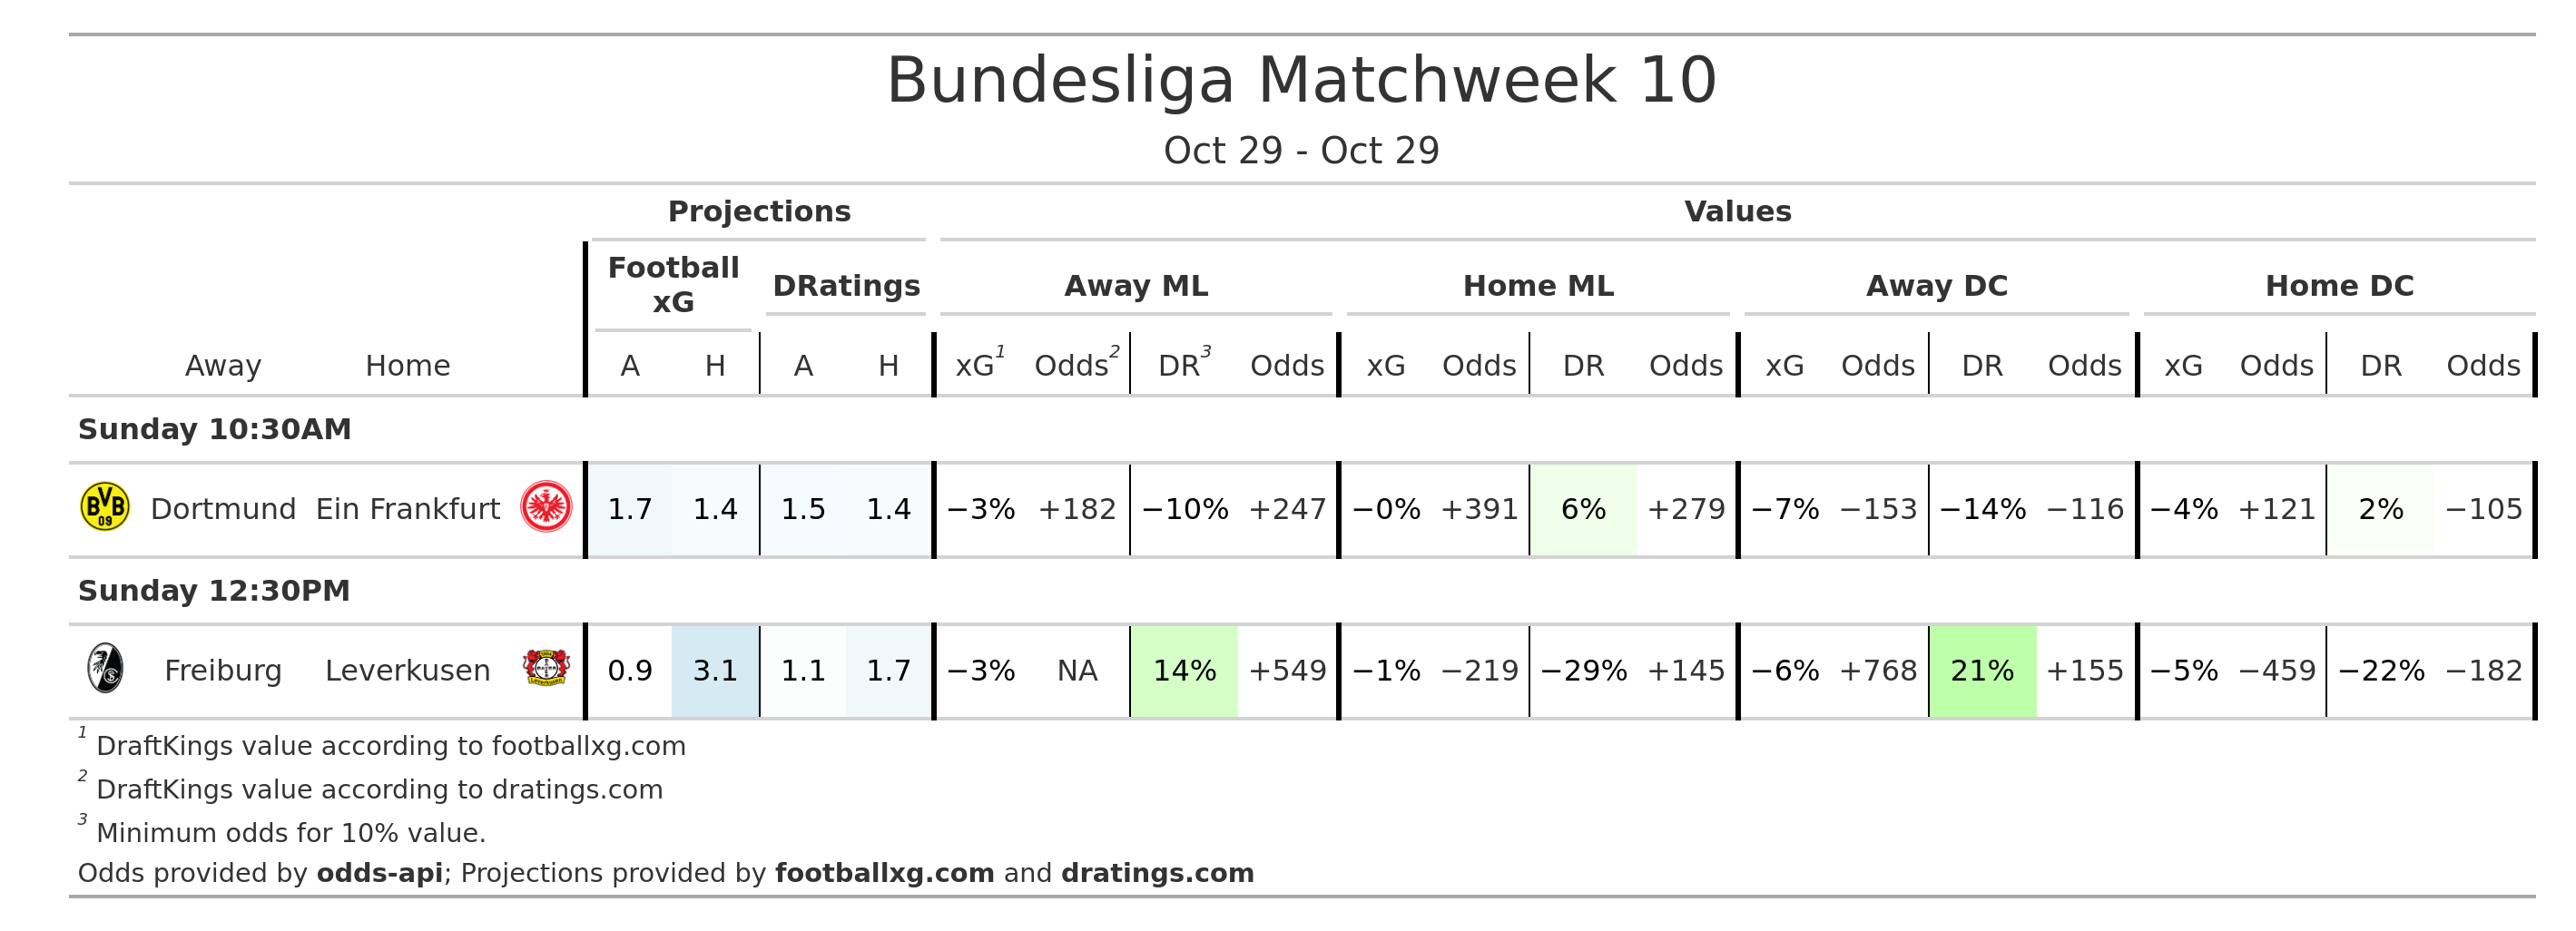 Bundesliga Matchweek 10
Oct 29 - Oct 29
Projections Values
Football xG DRatings Away ML Home ML Away DC Home DC
Away Home A H A H xG1 Odds2 DR3 Odds xG Odds DR Odds xG Odds DR Odds xG Odds DR Odds
Sunday 10:30AM
BVB 09 Dortmund Ein Frankfurt 1.7 1.4 1.5 1.4 −3% +182 −10% +247 −0% +391 6% +279 −7% −153 −14% −116 −4% +121 2% −105
Sunday 12:30PM
Freiburg Leverkusen 0.9 3.1 1.1 1.7 −3% NA 14% +549 −1% −219 −29% +145 −6% +768 21% +155 −5% −459 −22% −182
1 DraftKings value according to footballxg.com
2 DraftKings value according to dratings.com
3 Minimum odds for 10% value.
Odds provided by odds-api; Projections provided by footballxg.com and dratings.com